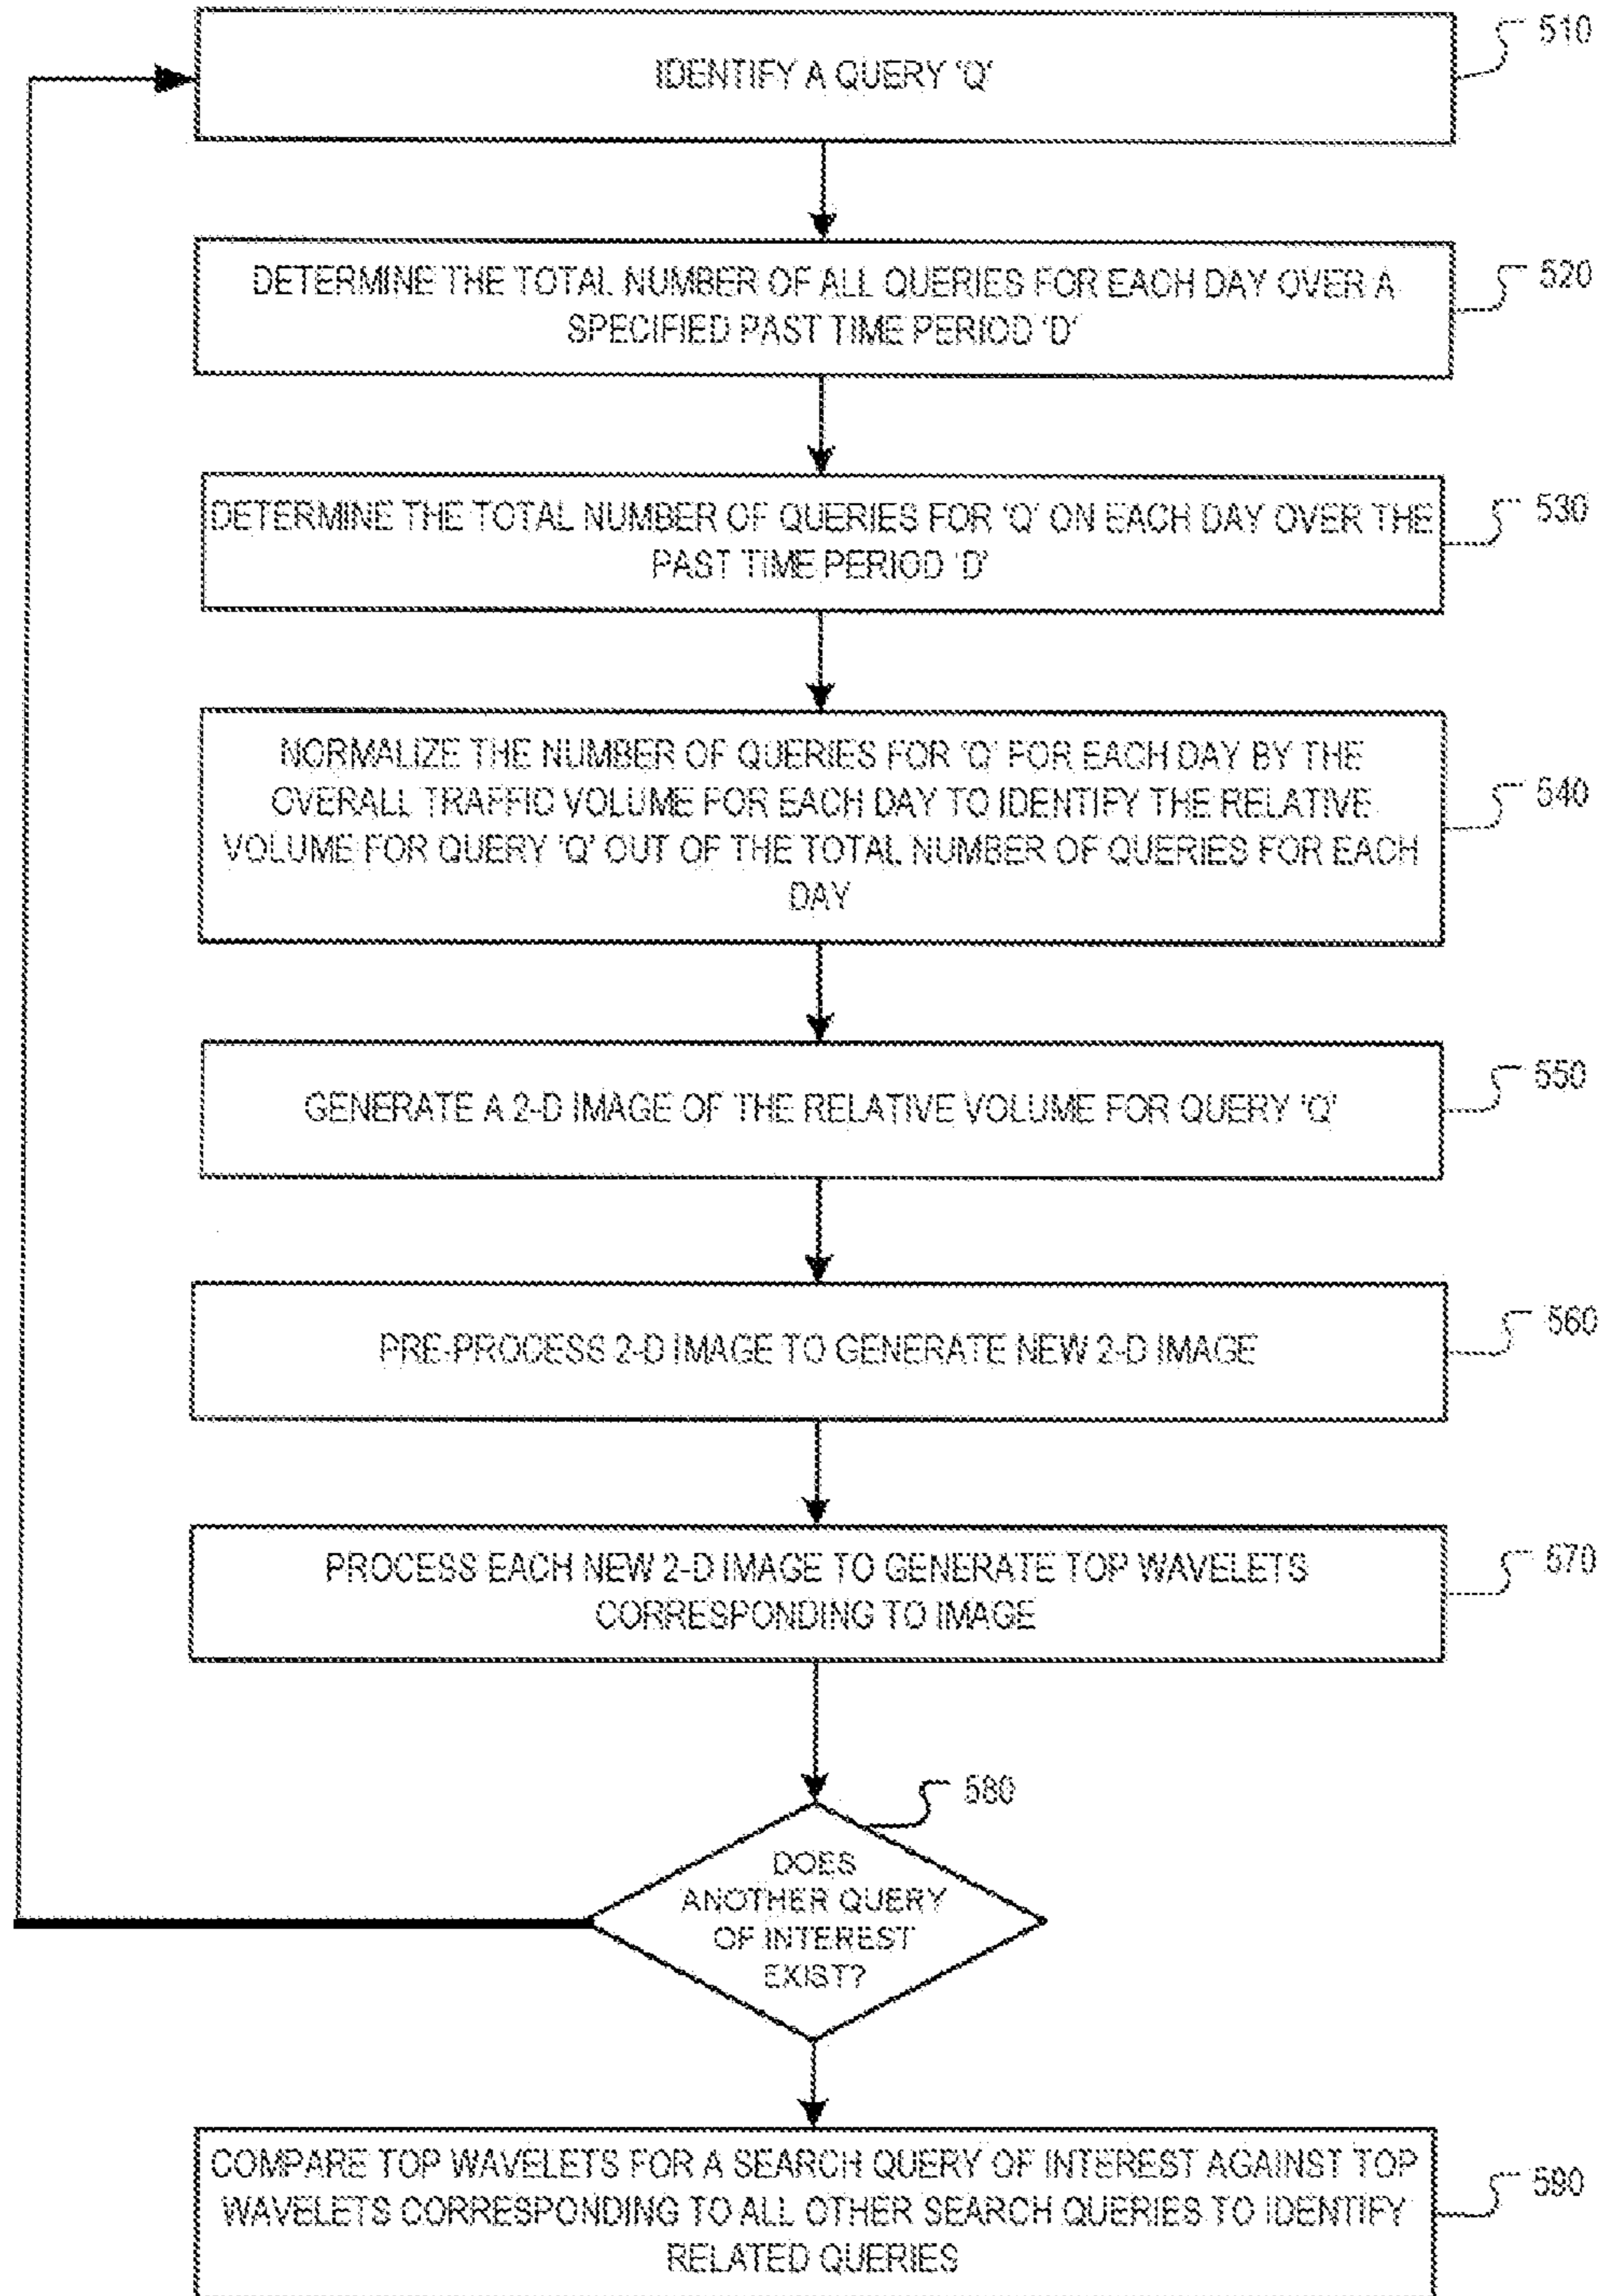 IDENTIFY A QUERY 'Q'
510
DETERMINE THE TOTAL NUMBER OF ALL QUERIES FOR EACH DAY OVER A
SPECIFIED PAST TIME PERIOD 'D'
520
DETERMINE THE TOTAL NUMBER OF QUERIES FOR 'Q' ON EACH DAY OVER THE
PAST TIME PERIOD 'D'
530
NORMALIZE THE NUMBER OF QUERIES FOR 'Q' FOR EACH DAY BY THE
OVERALL TRAFFIC VOLUME FOR EACH DAY TO IDENTIFY THE RELATIVE
VOLUME FOR QUERY 'Q' OUT OF THE TOTAL NUMBER OF QUERIES FOR EACH
DAY
540
GENERATE A 2-D IMAGE OF THE RELATIVE VOLUME FOR QUERY 'Q'
550
PRE-PROCESS 2-D IMAGE TO GENERATE NEW 2-D IMAGE
560
PROCESS EACH NEW 2-D IMAGE TO GENERATE TOP WAVELETS
CORRESPONDING TO IMAGE
570
580
DOES
ANOTHER QUERY
OF INTEREST
EXIST?
COMPARE TOP WAVELETS FOR A SEARCH QUERY OF INTEREST AGAINST TOP
WAVELETS CORRESPONDING TO ALL OTHER SEARCH QUERIES TO IDENTIFY
RELATED QUERIES
590